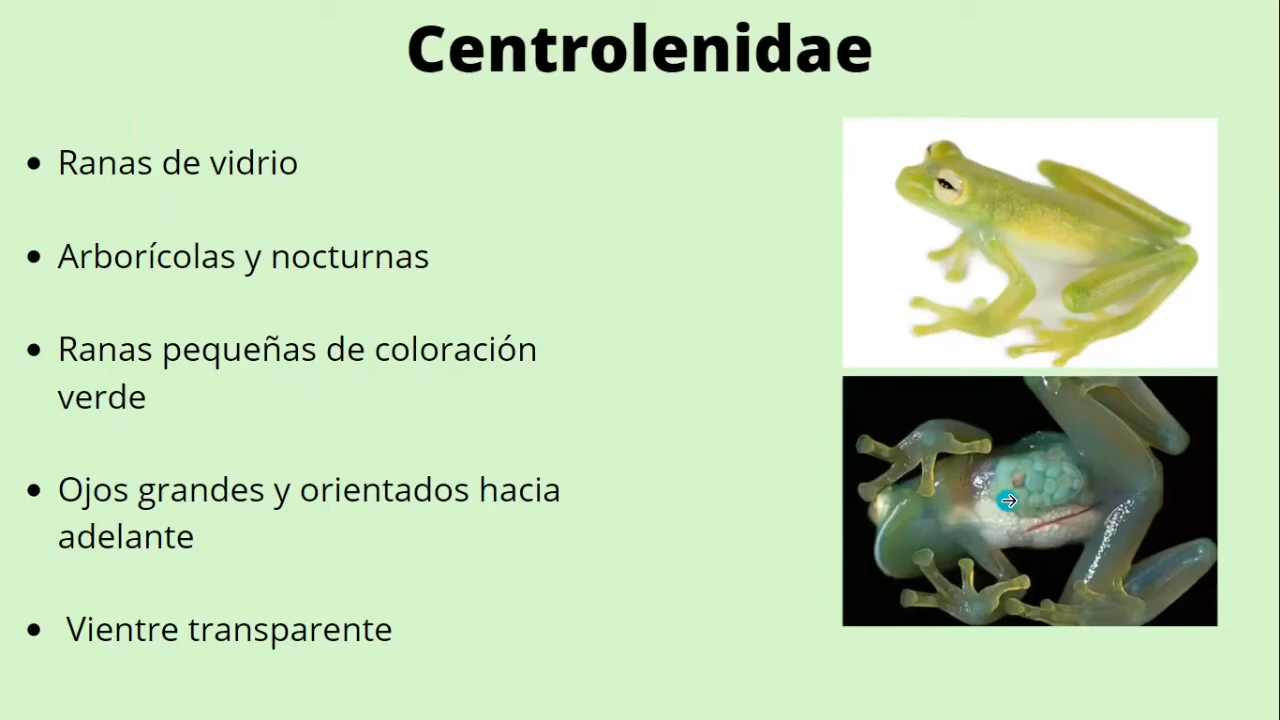 Centrolenidae
• Ranas de vidrio
• Arborícolas y nocturnas
• Ranas pequeñas de coloración
verde
• Ojos grandes y orientados hacia
adelante
• Vientre transparente